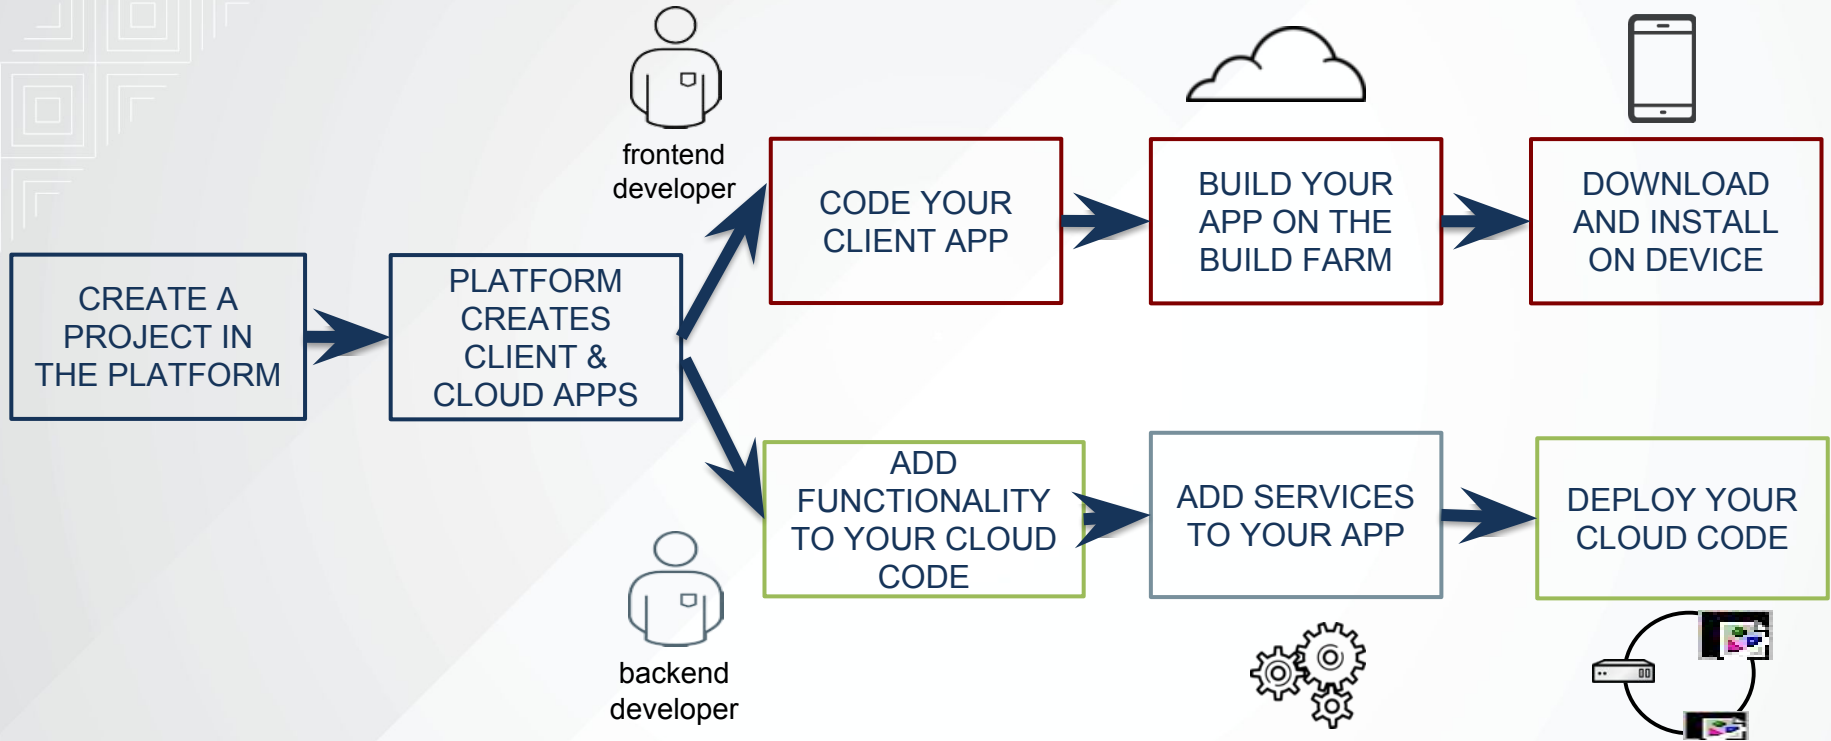 frontend
developer
CREATE A
PROJECT IN
THE PLATFORM
PLATFORM
CREATES
CLIENT &
CLOUD APPS
CODE YOUR
CLIENT APP
BUILD YOUR
APP ON THE
BUILD FARM
DOWNLOAD
AND INSTALL
ON DEVICE
ADD
FUNCTIONALITY
TO YOUR CLOUD
CODE
ADD SERVICES
TO YOUR APP
DEPLOY YOUR
CLOUD CODE
backend
developer